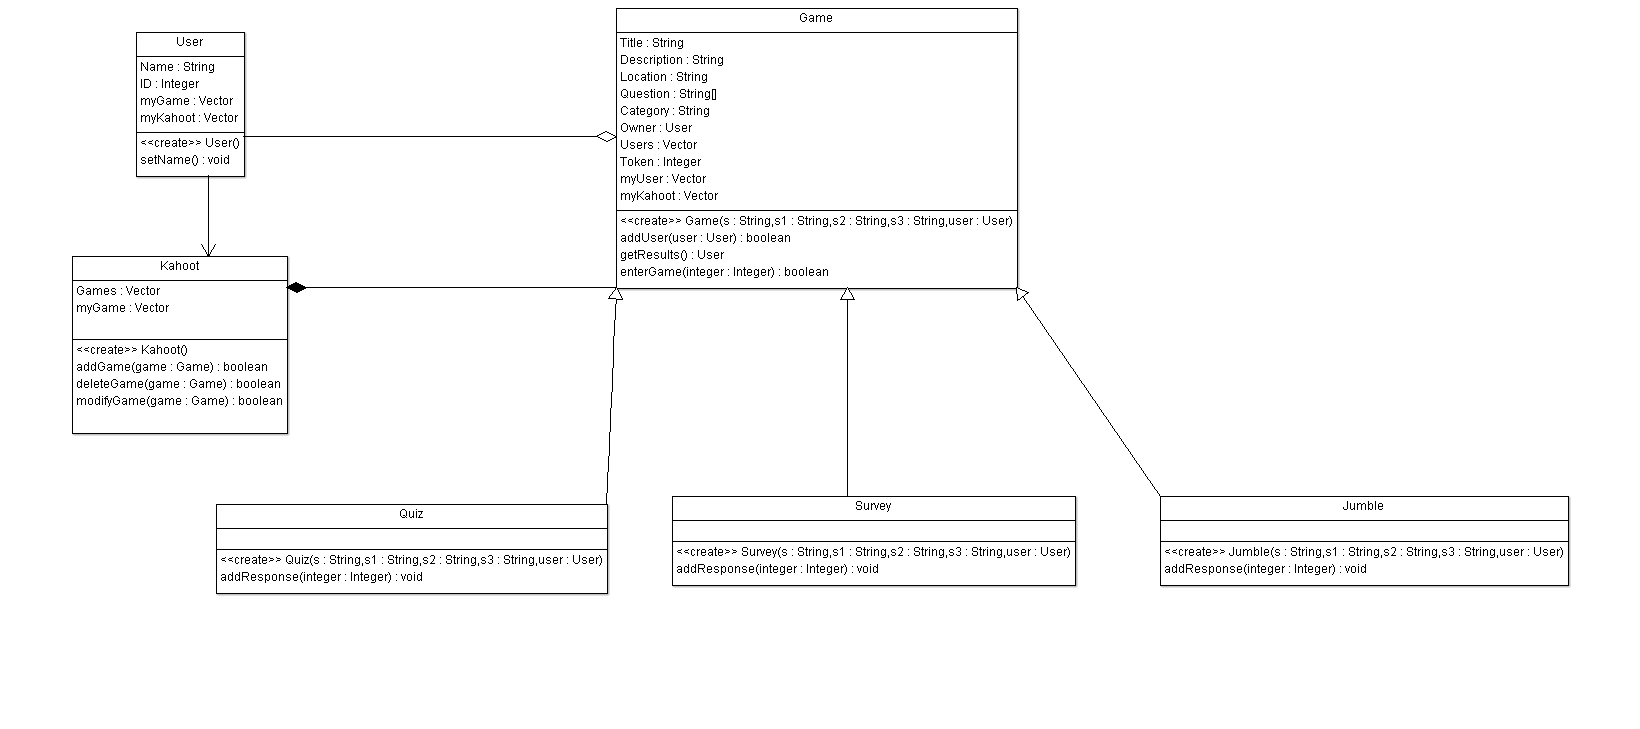 User
Name : String
ID : Integer
myGame : Vector
myKahoot : Vector
<<create>> User()
setName() : void
Game
Title : String
Description : String
Location : String
Question : String[]
Category : String
Owner : User
Users : Vector
Token : Integer
myUser : Vector
myKahoot : Vector
<<create>> Game(s : String,s1 : String,s2 : String,s3 : String,user : User)
addUser(user : User) : boolean
getResults() : User
enterGame(integer : Integer) : boolean
Kahoot
Games : Vector
myGame : Vector
<<create>> Kahoot()
addGame(game : Game) : boolean
deleteGame(game : Game) : boolean
modifyGame(game : Game) : boolean
Quiz
<<create>> Quiz(s : String,s1 : String,s2 : String,s3 : String,user : User)
addResponse(integer : Integer) : void
Survey
<<create>> Survey(s : String,s1 : String,s2 : String,s3 : String,user : User)
addResponse(integer : Integer) : void
Jumble
<<create>> Jumble(s : String,s1 : String,s2 : String,s3 : String,user : User)
addResponse(integer : Integer) : void